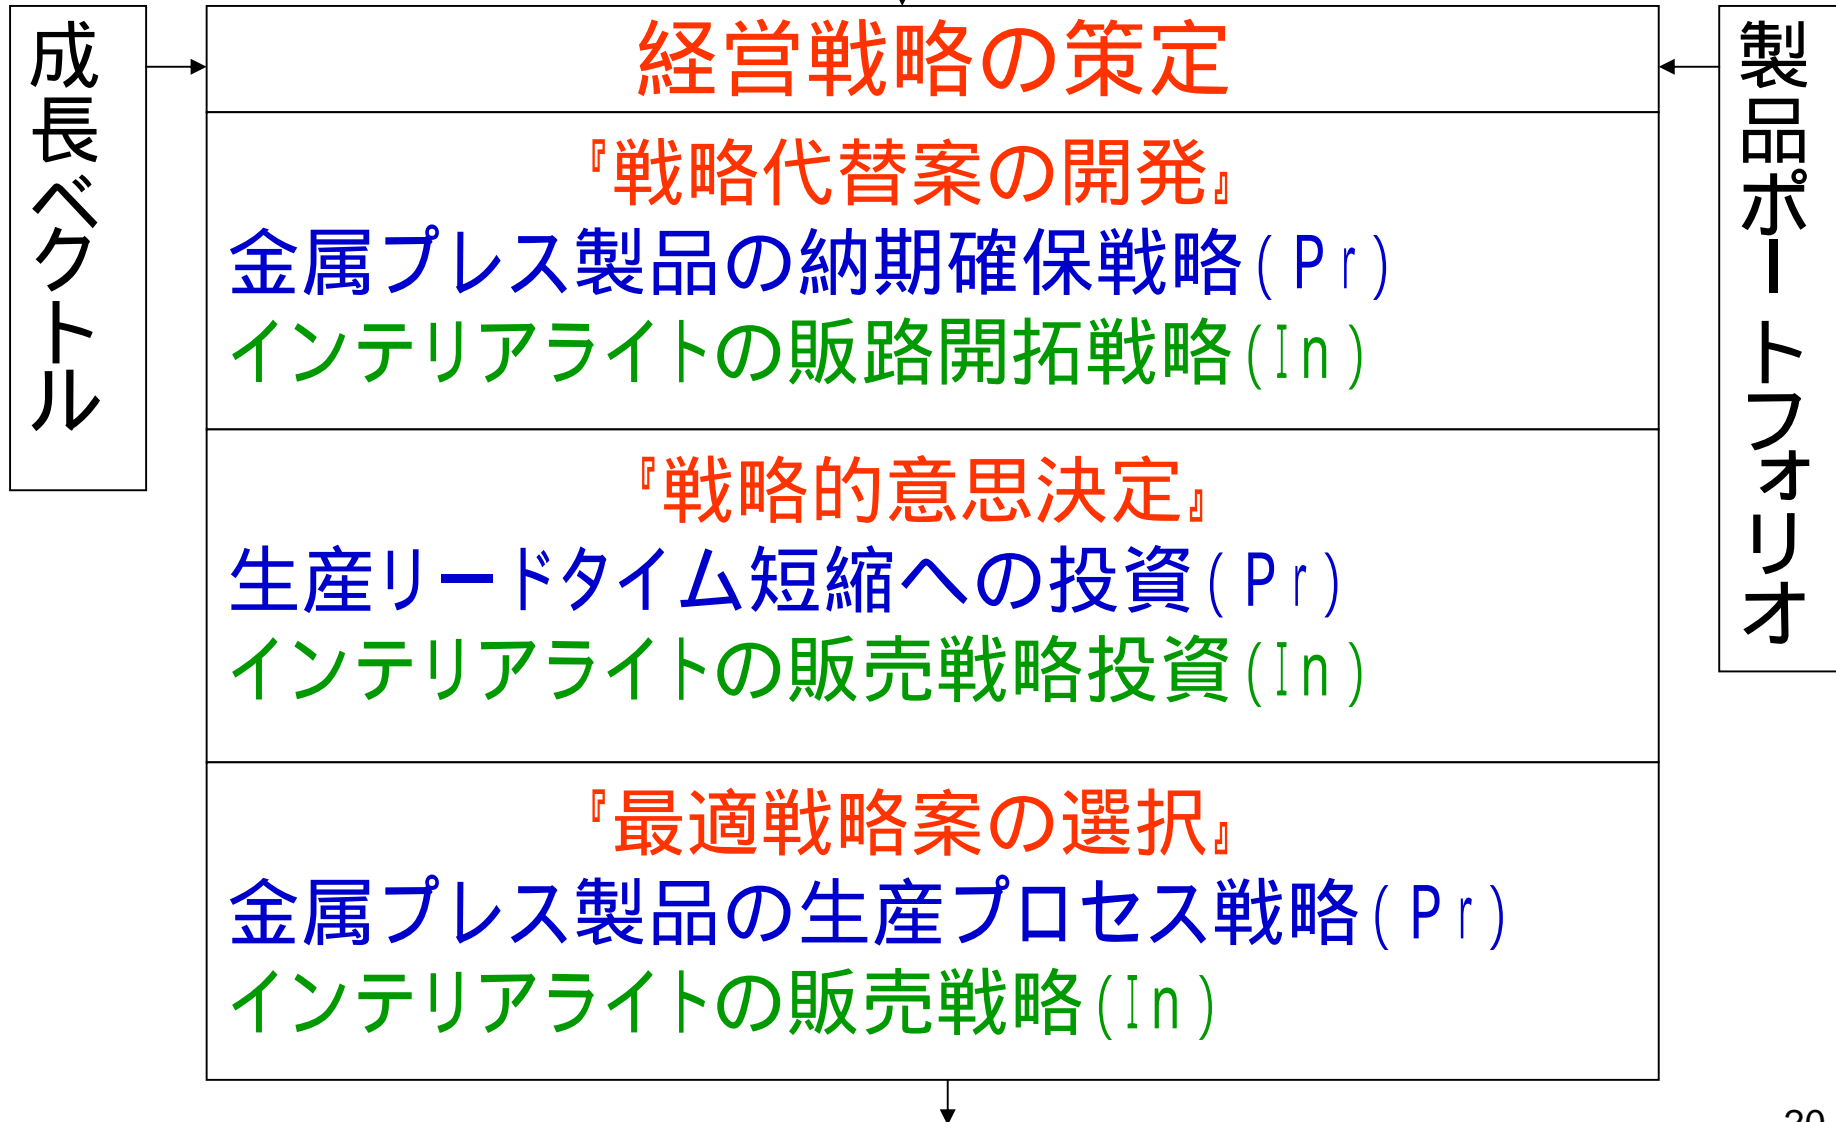 成長ベクトル
経営戦略の策定
『戦略代替案の開発』
金属プレス製品の納期確保戦略(Pr)
インテリアライトの販路開拓戦略(In)
『戦略的意思決定』
生産リードタイム短縮への投資(Pr)
インテリアライトの販売戦略投資(In)
『最適戦略案の選択』
金属プレス製品の生産プロセス戦略(Pr)
インテリアライトの販売戦略(In)
製品ポートフォリオ